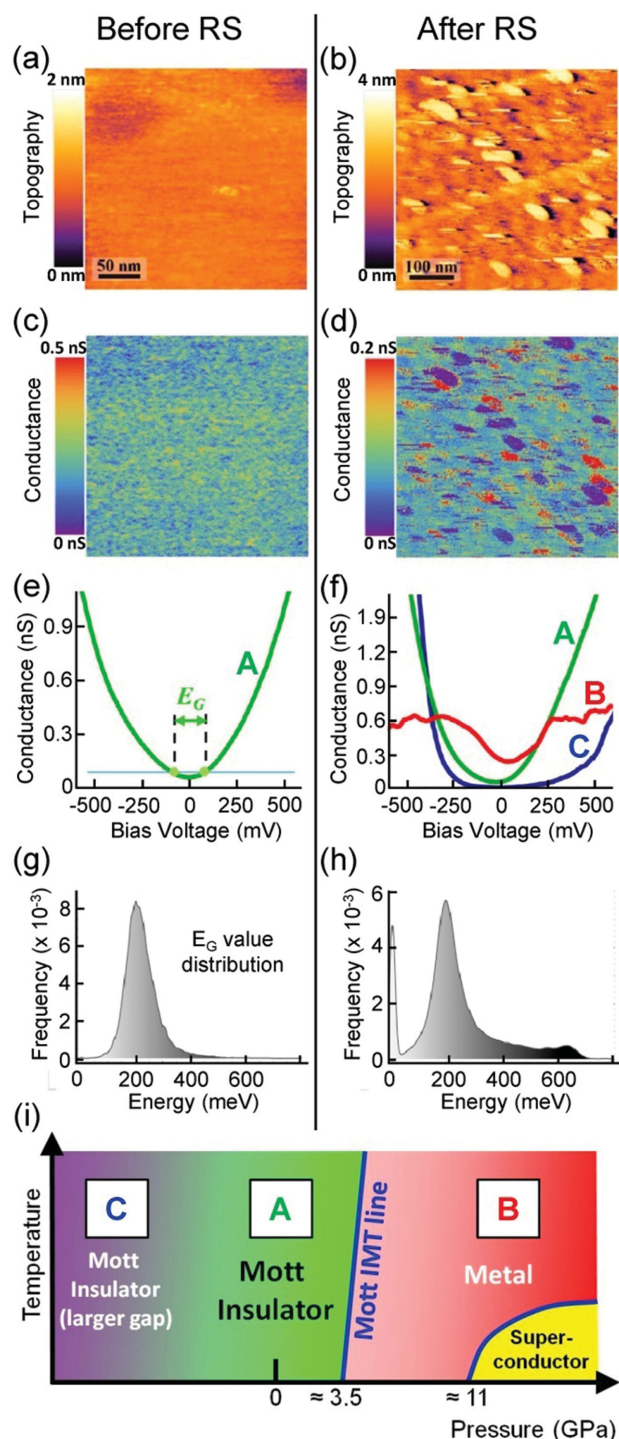 Before RS
After RS
(a)
2 nm
Topography
0 nm
50 nm
(b)
4 nm
Topography
0 nm
100 nm
(c)
0.5 nS
Conductance
0 nS
(d)
0.2 nS
Conductance
0 nS
(e)
Conductance (nS)
0.9
0.6
0.3
0
A
E_G
-500 -250 0 250 500
Bias Voltage (mV)
(f)
Conductance (nS)
1.9
1.2
0.6
0.3
0
A
B
C
-500 -250 0 250 500
Bias Voltage (mV)
(g)
Frequency (x 10⁻³)
8
6
4
2
0
E_G value
distribution
200 400 600
Energy (meV)
(h)
Frequency (x 10⁻³)
6
4
2
0
0 200 400 600
Energy (meV)
(i)
Temperature
C
Mott
Insulator
(larger gap)
A
Mott
Insulator
Mott IMT line
B
Metal
Super-
conductor
0 ≈ 3.5 ≈ 11
Pressure (GPa)